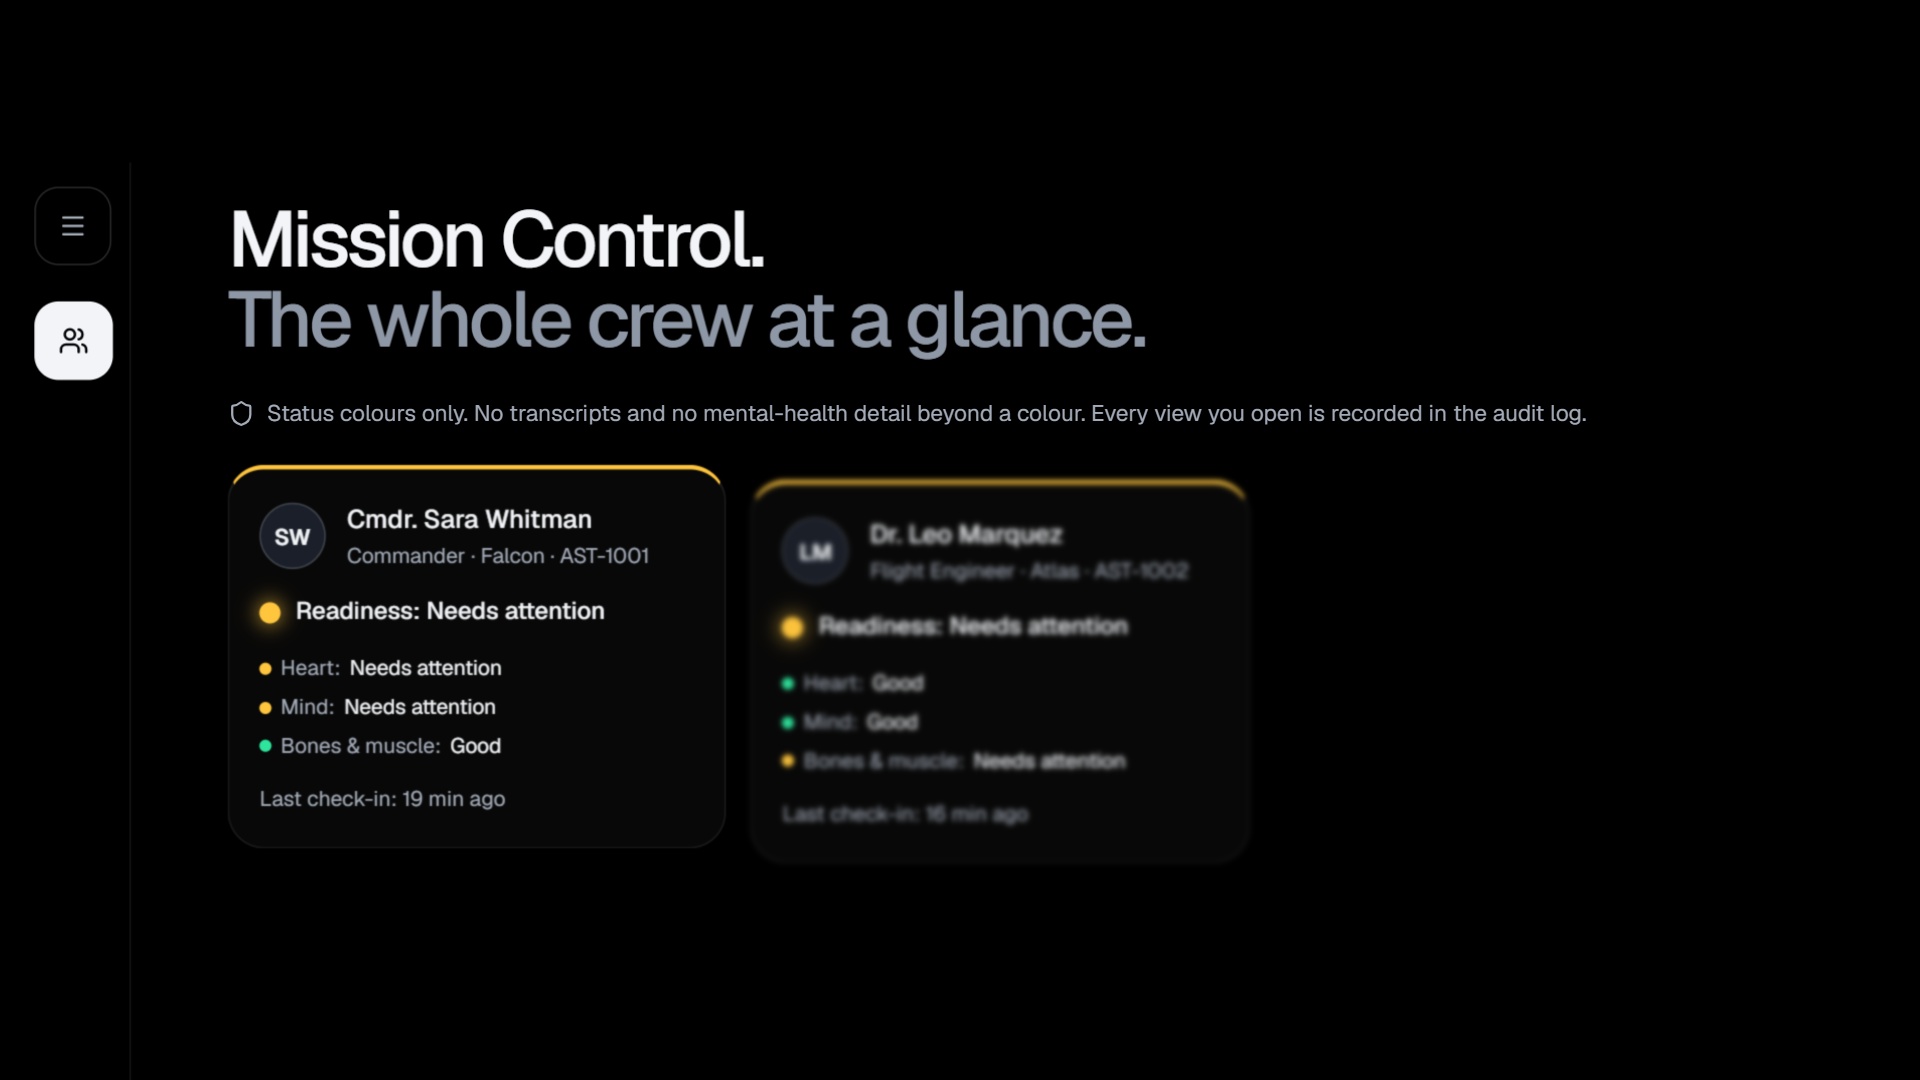 Mission Control.
The whole crew at a glance.
Status colours only. No transcripts and no mental-health detail beyond a colour. Every view you open is recorded in the audit log.
SW
Cmdr. Sara Whitman
Commander · Falcon · AST-1001
Readiness: Needs attention
Heart: Needs attention
Mind: Needs attention
Bones & muscle: Good
Last check-in: 19 min ago
LM
Dr. Leo Marquez
Flight Engineer · Atlas · AST-1002
Readiness: Needs attention
Heart: Good
Mind: Good
Bones & muscle: Needs attention
Last check-in: 16 min ago